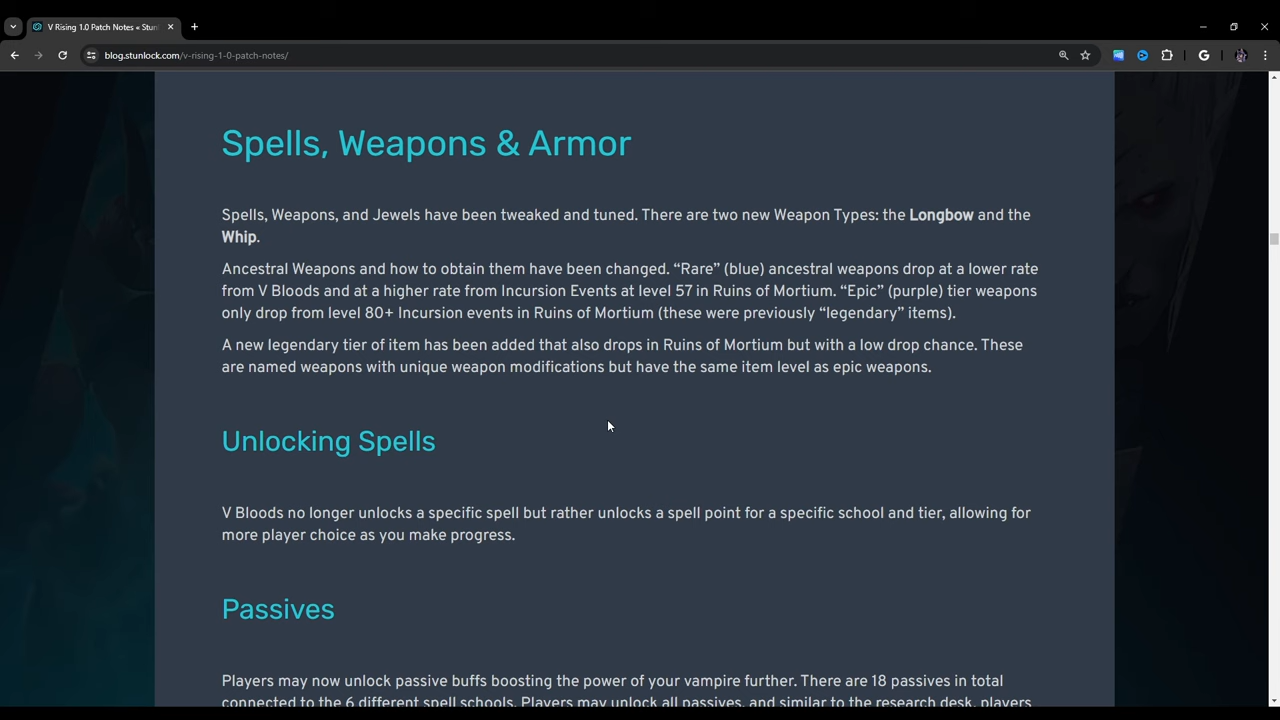 V Rising 1.0 Patch Notes « Stun
blog.stunlock.com/v-rising-1-0-patch-notes/
Spells, Weapons & Armor
Spells, Weapons, and Jewels have been tweaked and tuned. There are two new Weapon Types: the Longbow and the
Whip.
Ancestral Weapons and how to obtain them have been changed. “Rare” (blue) ancestral weapons drop at a lower rate
from V Bloods and at a higher rate from Incursion Events at level 57 in Ruins of Mortium. “Epic” (purple) tier weapons
only drop from level 80+ Incursion events in Ruins of Mortium (these were previously “legendary” items).
A new legendary tier of item has been added that also drops in Ruins of Mortium but with a low drop chance. These
are named weapons with unique weapon modifications but have the same item level as epic weapons.
Unlocking Spells
V Bloods no longer unlocks a specific spell but rather unlocks a spell point for a specific school and tier, allowing for
more player choice as you make progress.
Passives
Players may now unlock passive buffs boosting the power of your vampire further. There are 18 passives in total
connected to the 6 different spell schools. Players may unlock all passives, and similar to the research desk, players